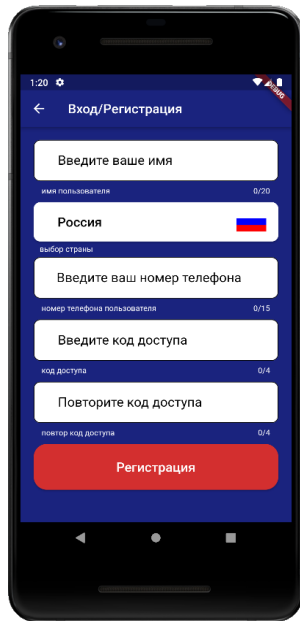 1:20
DEBUG
Вход/Регистрация
Введите ваше имя
имя пользователя 0/20
Россия
выбор страны
Введите ваш номер телефона
номер телефона пользователя 0/15
Введите код доступа
код доступа 0/4
Повторите код доступа
повтор код доступа 0/4
Регистрация